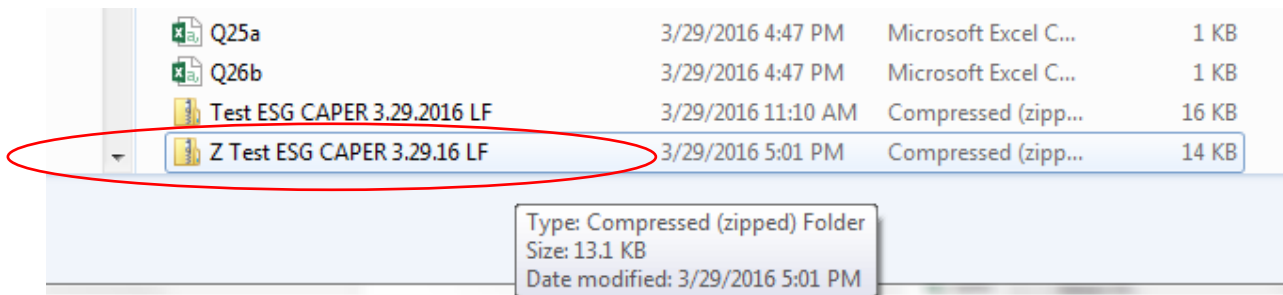 Q25a 3/29/2016 4:47 PM Microsoft Excel C... 1 KB
Q26b 3/29/2016 4:47 PM Microsoft Excel C... 1 KB
Test ESG CAPER 3.29.2016 LF 3/29/2016 11:10 AM Compressed (zipp... 16 KB
Z Test ESG CAPER 3.29.16 LF 3/29/2016 5:01 PM Compressed (zipp... 14 KB
Type: Compressed (zipped) Folder
Size: 13.1 KB
Date modified: 3/29/2016 5:01 PM